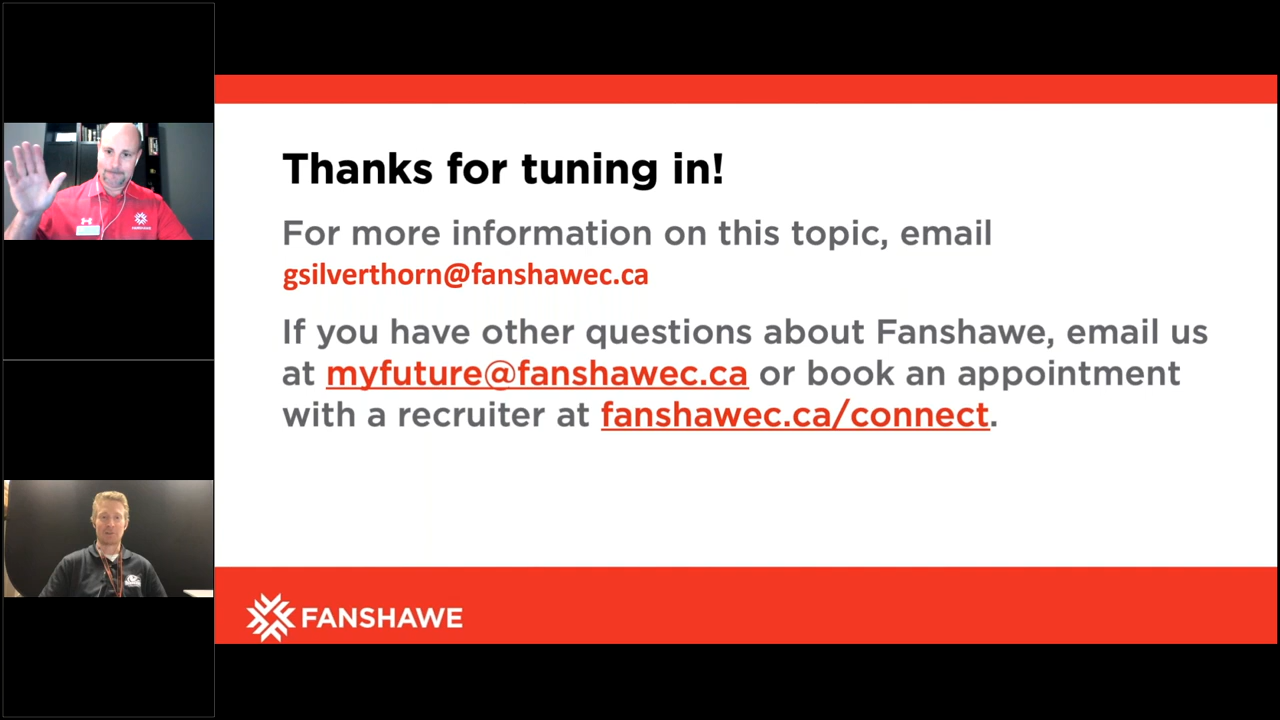 Thanks for tuning in!
For more information on this topic, email
gsilverthorn@fanshawec.ca
If you have other questions about Fanshawe, email us
at myfuture@fanshawec.ca or book an appointment
with a recruiter at fanshawec.ca/connect.
FANSHAWE